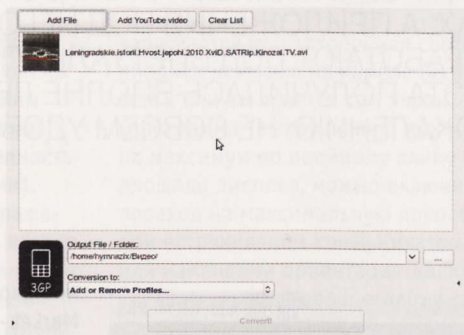 Add File Add YouTube video Clear List
Leningradskie.istorii.Hvost.jepohi.2010.XviD.SATRip.Kinozal.TV.avi
Output File / Folder:
/home/hymnazix/Видео/ ...
3GP
Conversion to:
Add or Remove Profiles...
Convert!